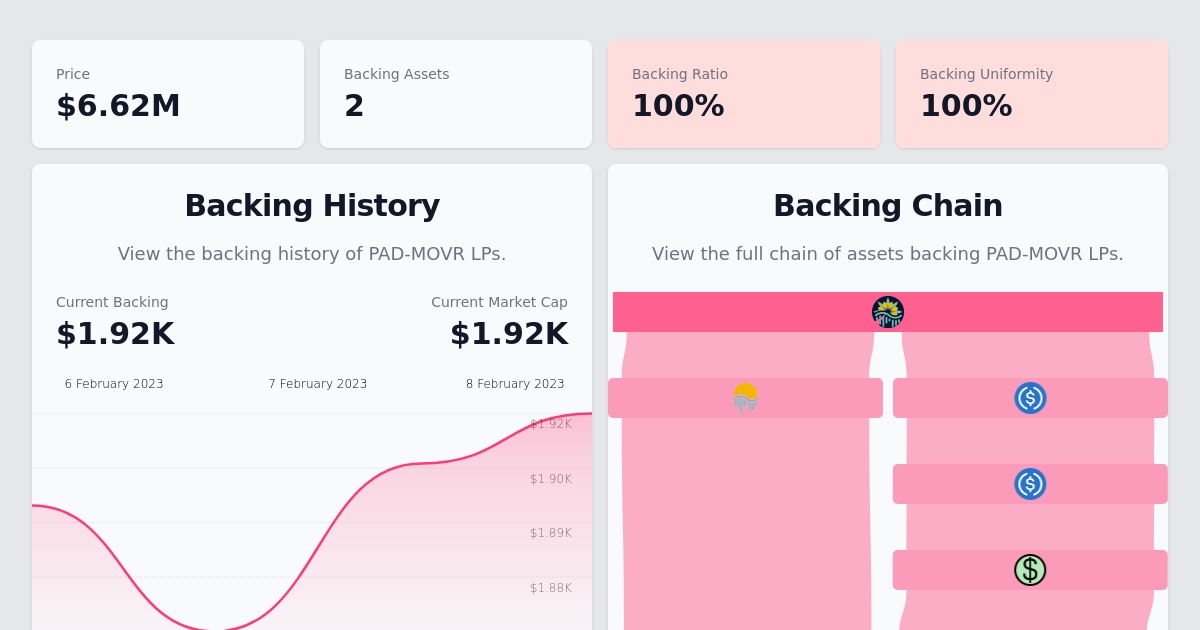 Price
$6.62M
Backing Assets
2
Backing Ratio
100%
Backing Uniformity
100%
Backing History
View the backing history of PAD-MOVR LPs.
Current Backing
$1.92K
Current Market Cap
$1.92K
6 February 2023
7 February 2023
8 February 2023
$1.92K
$1.90K
$1.89K
$1.88K
Backing Chain
View the full chain of assets backing PAD-MOVR LPs.
$
$
$